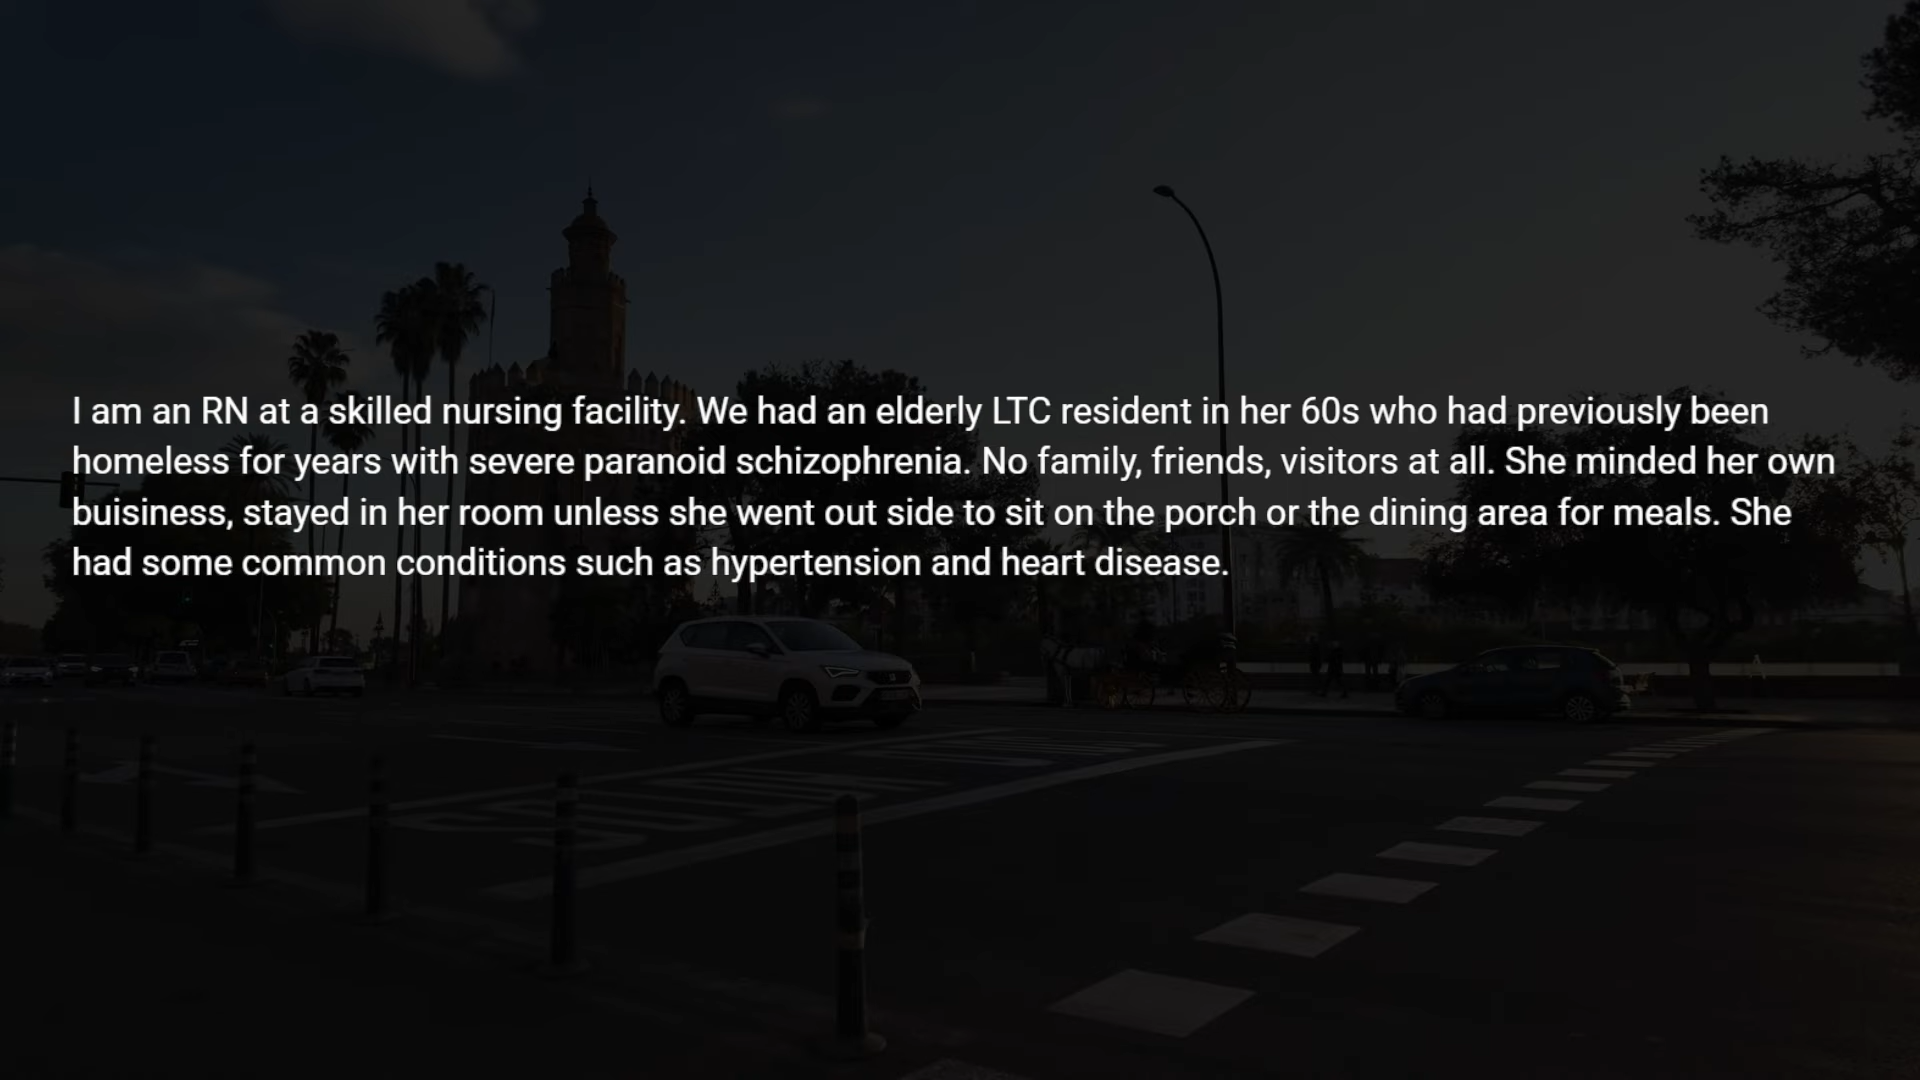 I am an RN at a skilled nursing facility. We had an elderly LTC resident in her 60s who had previously been
homeless for years with severe paranoid schizophrenia. No family, friends, visitors at all. She minded her own
buisiness, stayed in her room unless she went out side to sit on the porch or the dining area for meals. She
had some common conditions such as hypertension and heart disease.